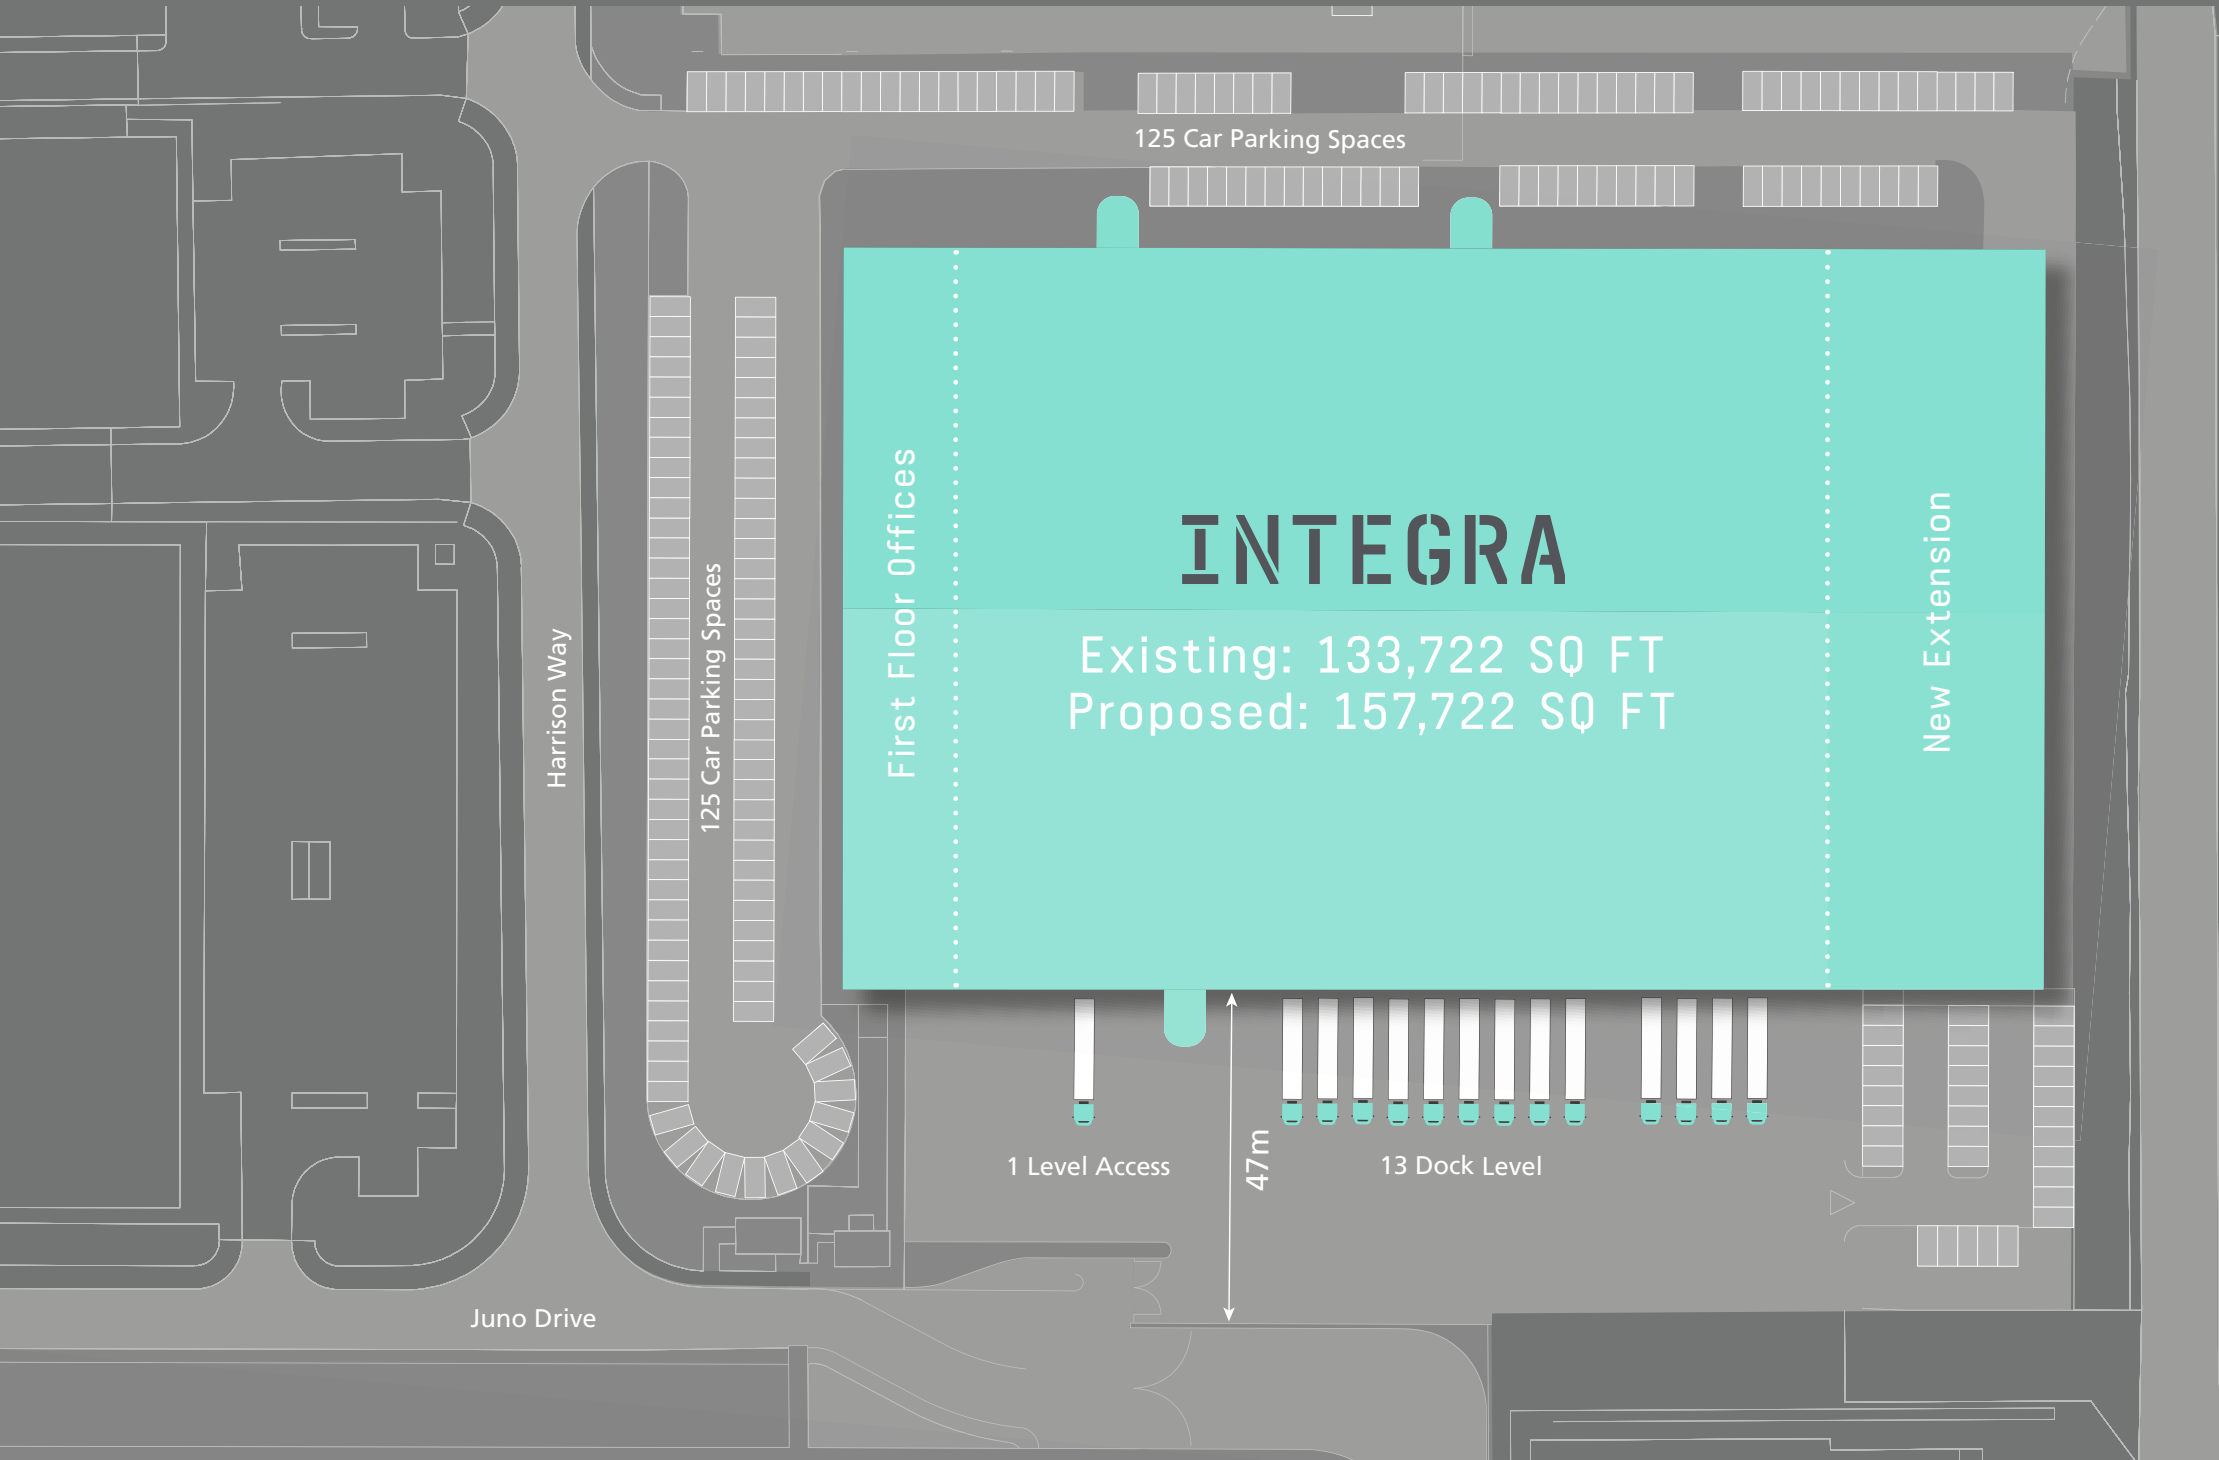 125 Car Parking Spaces
First Floor Offices
INTEGRA
Existing: 133,722 SQ FT
Proposed: 157,722 SQ FT
New Extension
125 Car Parking Spaces
Harrison Way
1 Level Access
47m
13 Dock Level
Juno Drive